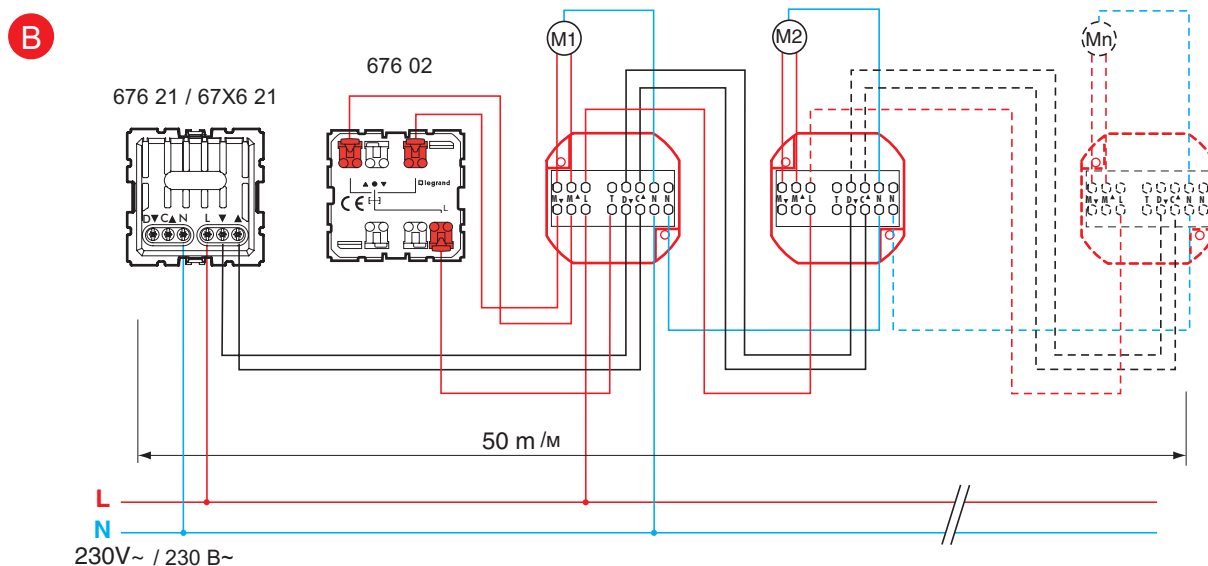 B
M1
M2
Mn
676 02
676 21 / 67X6 21
▲ ● ▼
legrand
CE
L
D▼ C▲ N L ▼ ▲
M▼ M▲ L T D▼ C▲ N N
M▼ M▲ L T D▼ C▲ N N
M▼ M▲ L T D▼ C▲ N N
50 m /м
L
N
230V~ / 230 В~